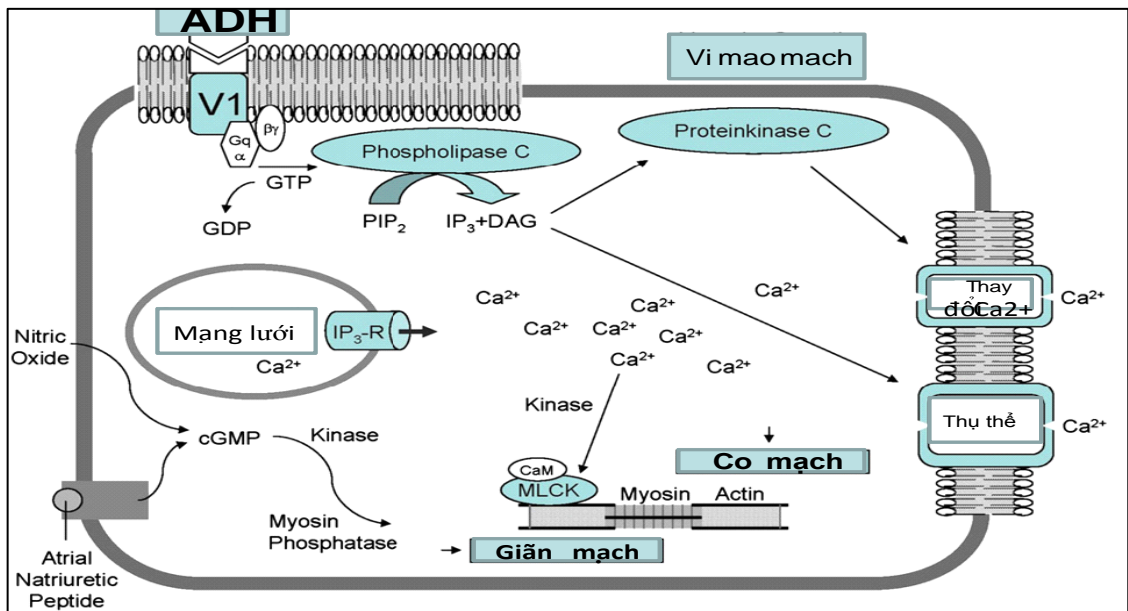 ADH
Vi mao mach
V1
Gq
α
βγ
Phospholipase C
Proteinkinase C
GTP
GDP
PIP₂
IP₃+DAG
Thay
đổiCa2+
Ca²⁺
Ca²⁺
Ca²⁺
Ca²⁺
Ca²⁺
Ca²⁺
Ca²⁺
Ca²⁺
Mạng lưới
IP₃-R
Ca²⁺
Nitric
Oxide
Kinase
Thụ thể
Ca²⁺
cGMP
Kinase
Co mạch
CaM
MLCK
Myosin
Actin
Myosin
Phosphatase
Giãn mạch
Atrial
Natriuretic
Peptide